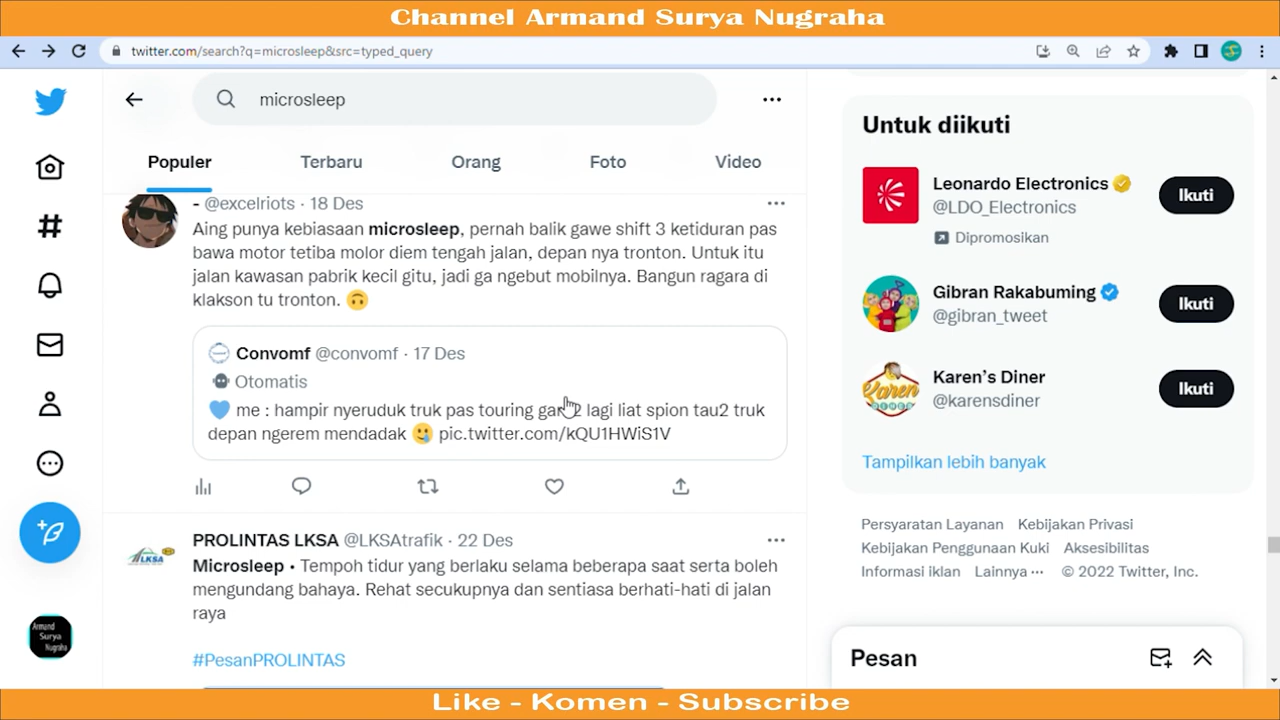 Channel Armand Surya Nugraha
twitter.com/search?q=microsleep&src=typed_query
microsleep
Populer
Terbaru
Orang
Foto
Video
- @excelriots · 18 Des
Aing punya kebiasaan microsleep, pernah balik gawe shift 3 ketiduran pas
bawa motor tetiba molor diem tengah jalan, depan nya tronton. Untuk itu
jalan kawasan pabrik kecil gitu, jadi ga ngebut mobilnya. Bangun ragara di
klakson tu tronton. 🙃
Convomf @convomf · 17 Des
Otomatis
💙 me : hampir nyeruduk truk pas touring gara2 lagi liat spion tau2 truk
depan ngerem mendadak 🥲 pic.twitter.com/kQU1HWiS1V
PROLINTAS LKSA @LKSAtrafik · 22 Des
Microsleep • Tempoh tidur yang berlaku selama beberapa saat serta boleh
mengundang bahaya. Rehat secukupnya dan sentiasa berhati-hati di jalan
raya
#PesanPROLINTAS
LKSA
Armand
Surya
Nugraha
Untuk diikuti
Leonardo Electronics
@LDO_Electronics
Dipromosikan
Ikuti
Gibran Rakabuming
@gibran_tweet
Ikuti
Karen
DINER
Karen's Diner
@karensdiner
Ikuti
Tampilkan lebih banyak
Persyaratan Layanan Kebijakan Privasi
Kebijakan Penggunaan Kuki Aksesibilitas
Informasi iklan Lainnya ··· © 2022 Twitter, Inc.
Pesan
Like - Komen - Subscribe